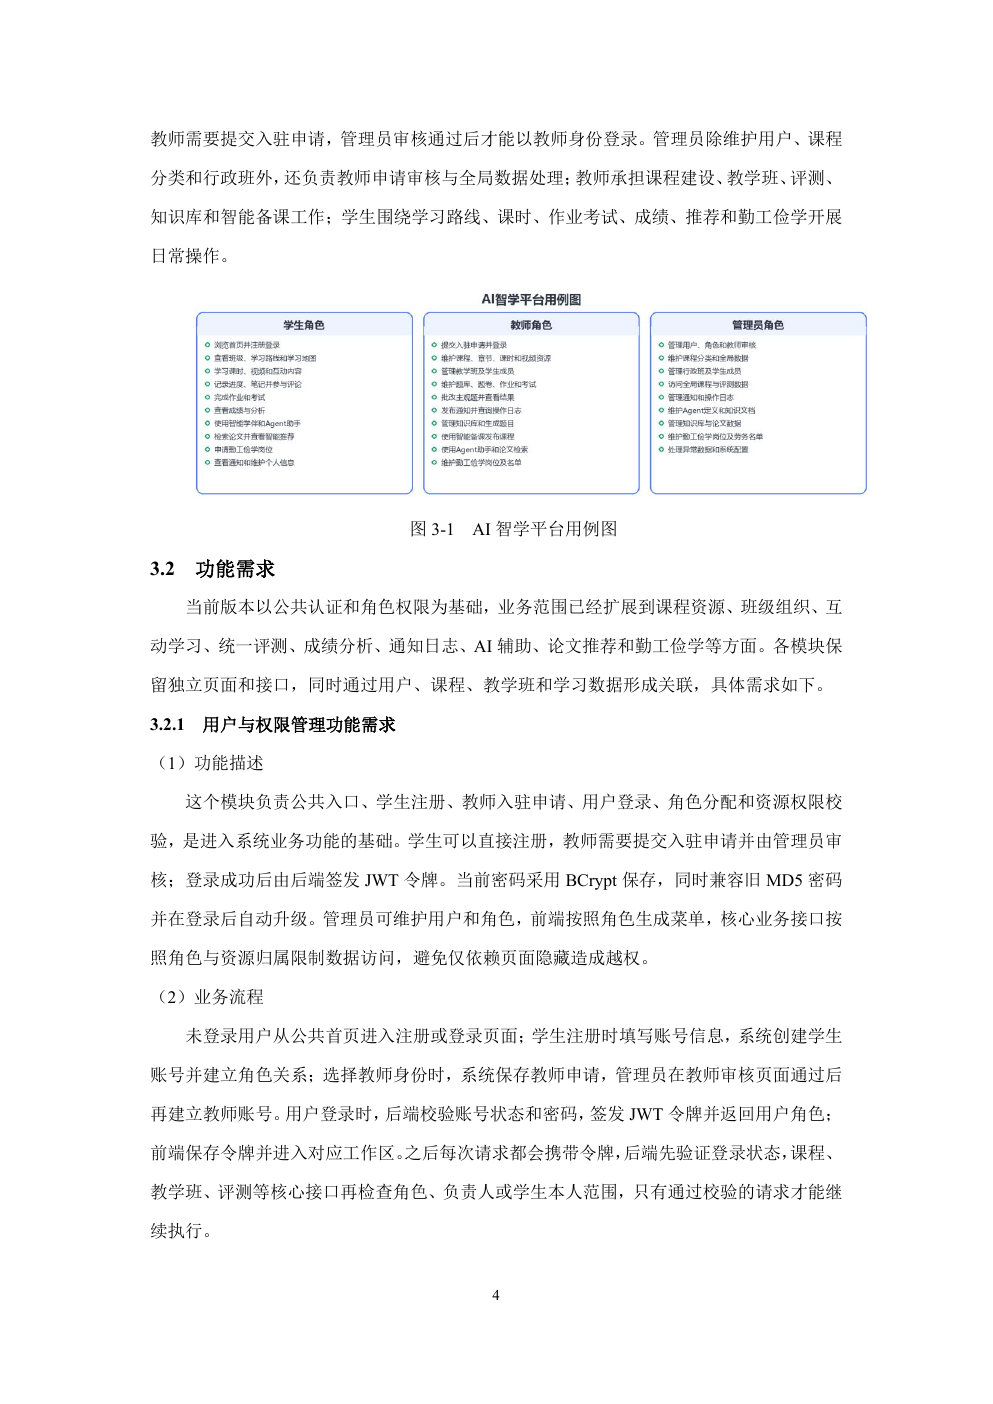 教师需要提交入驻申请，管理员审核通过后才能以教师身份登录。管理员除维护用户、课程
分类和行政班外，还负责教师申请审核与全局数据处理；教师承担课程建设、教学班、评测、
知识库和智能备课工作；学生围绕学习路线、课时、作业考试、成绩、推荐和勤工俭学开展
日常操作。
AI智学平台用例图
学生角色
浏览首页并注册登录
查看班级、学习路线和学习地图
学习课时、视频和互动内容
记录进度、笔记并参与评论
完成作业和考试
查看成绩与分析
使用智能学伴和Agent助手
检索论文并查看智能推荐
申请勤工俭学岗位
查看通知和维护个人信息
教师角色
提交入驻申请并登录
维护课程、章节、课时和视频资源
管理教学班及学生成员
维护题库、题卷、作业和考试
批改主观题并查看结果
发布通知并查询操作日志
管理知识库和生成题目
使用智能备课发布课程
使用Agent助手和论文检索
维护勤工俭学岗位及名单
管理员角色
管理用户、角色和教师审核
维护课程分类和全局数据
管理行政班及学生成员
访问全局课程与评测数据
管理通知和操作日志
维护Agent定义和知识文档
管理知识库与论文数据
维护勤工俭学岗位及劳务名单
处理异常数据和系统配置
图 3-1 AI 智学平台用例图
3.2 功能需求
当前版本以公共认证和角色权限为基础，业务范围已经扩展到课程资源、班级组织、互
动学习、统一评测、成绩分析、通知日志、AI 辅助、论文推荐和勤工俭学等方面。各模块保
留独立页面和接口，同时通过用户、课程、教学班和学习数据形成关联，具体需求如下。
3.2.1 用户与权限管理功能需求
（1）功能描述
这个模块负责公共入口、学生注册、教师入驻申请、用户登录、角色分配和资源权限校
验，是进入系统业务功能的基础。学生可以直接注册，教师需要提交入驻申请并由管理员审
核；登录成功后由后端签发 JWT 令牌。当前密码采用 BCrypt 保存，同时兼容旧 MD5 密码
并在登录后自动升级。管理员可维护用户和角色，前端按照角色生成菜单，核心业务接口按
照角色与资源归属限制数据访问，避免仅依赖页面隐藏造成越权。
（2）业务流程
未登录用户从公共首页进入注册或登录页面；学生注册时填写账号信息，系统创建学生
账号并建立角色关系；选择教师身份时，系统保存教师申请，管理员在教师审核页面通过后
再建立教师账号。用户登录时，后端校验账号状态和密码，签发 JWT 令牌并返回用户角色；
前端保存令牌并进入对应工作区。之后每次请求都会携带令牌，后端先验证登录状态，课程、
教学班、评测等核心接口再检查角色、负责人或学生本人范围，只有通过校验的请求才能继
续执行。
4